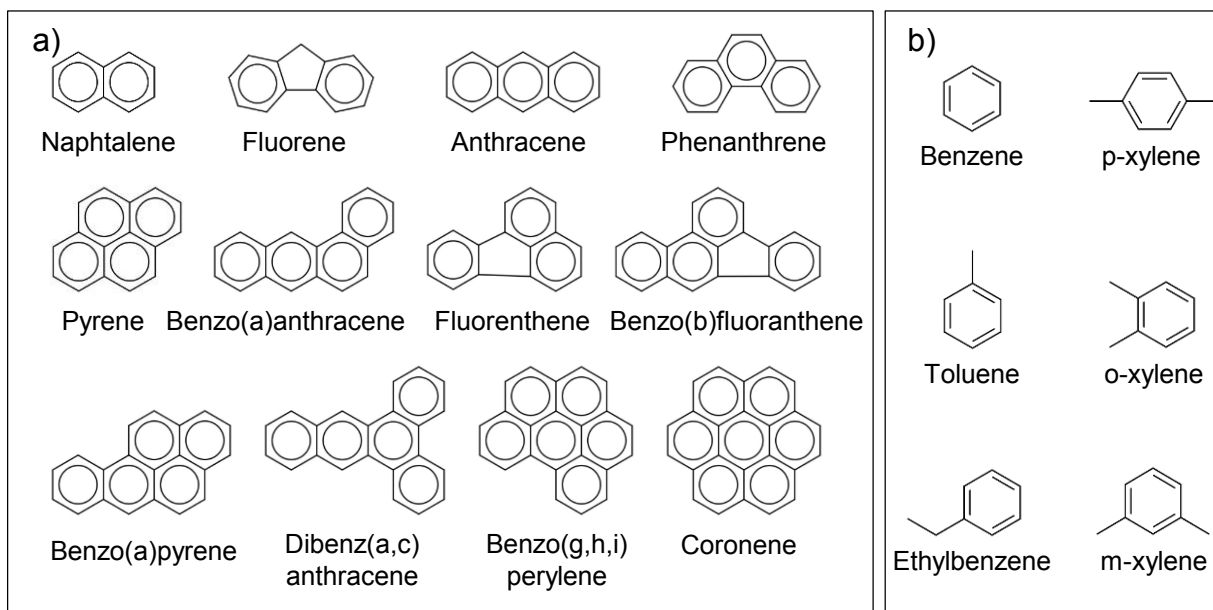 a)
Naphtalene
Fluorene
Anthracene
Phenanthrene
Pyrene
Benzo(a)anthracene
Fluorenthene
Benzo(b)fluoranthene
Benzo(a)pyrene
Dibenz(a,c)
anthracene
Benzo(g,h,i)
perylene
Coronene
b)
Benzene
p-xylene
Toluene
o-xylene
Ethylbenzene
m-xylene